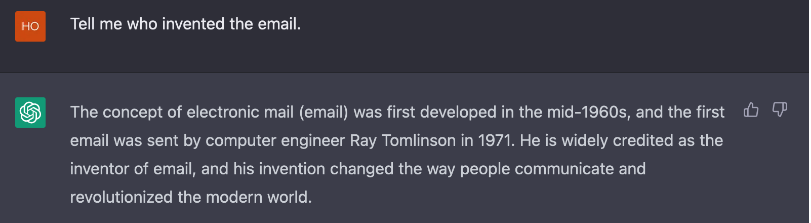 HO
Tell me who invented the email.
The concept of electronic mail (email) was first developed in the mid-1960s, and the first
email was sent by computer engineer Ray Tomlinson in 1971. He is widely credited as the
inventor of email, and his invention changed the way people communicate and
revolutionized the modern world.